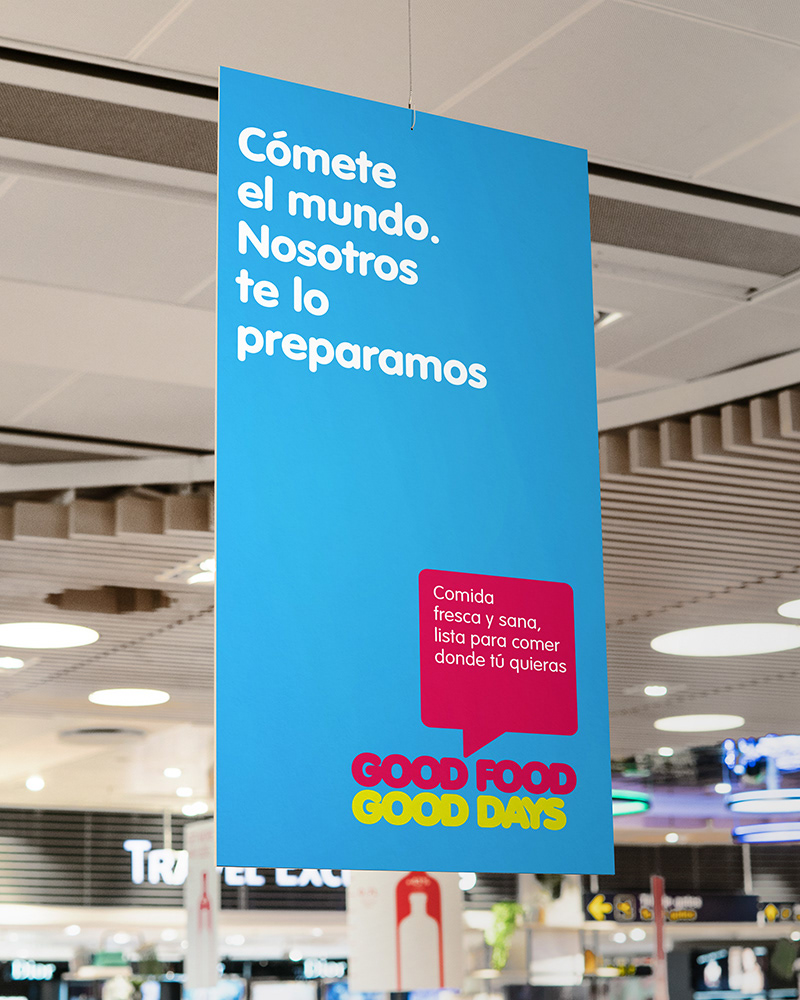 Cómete
el mundo.
Nosotros
te lo
preparamos
Comida
fresca y sana,
lista para comer
donde tú quieras
GOOD FOOD
GOOD DAYS
Dior
Dior